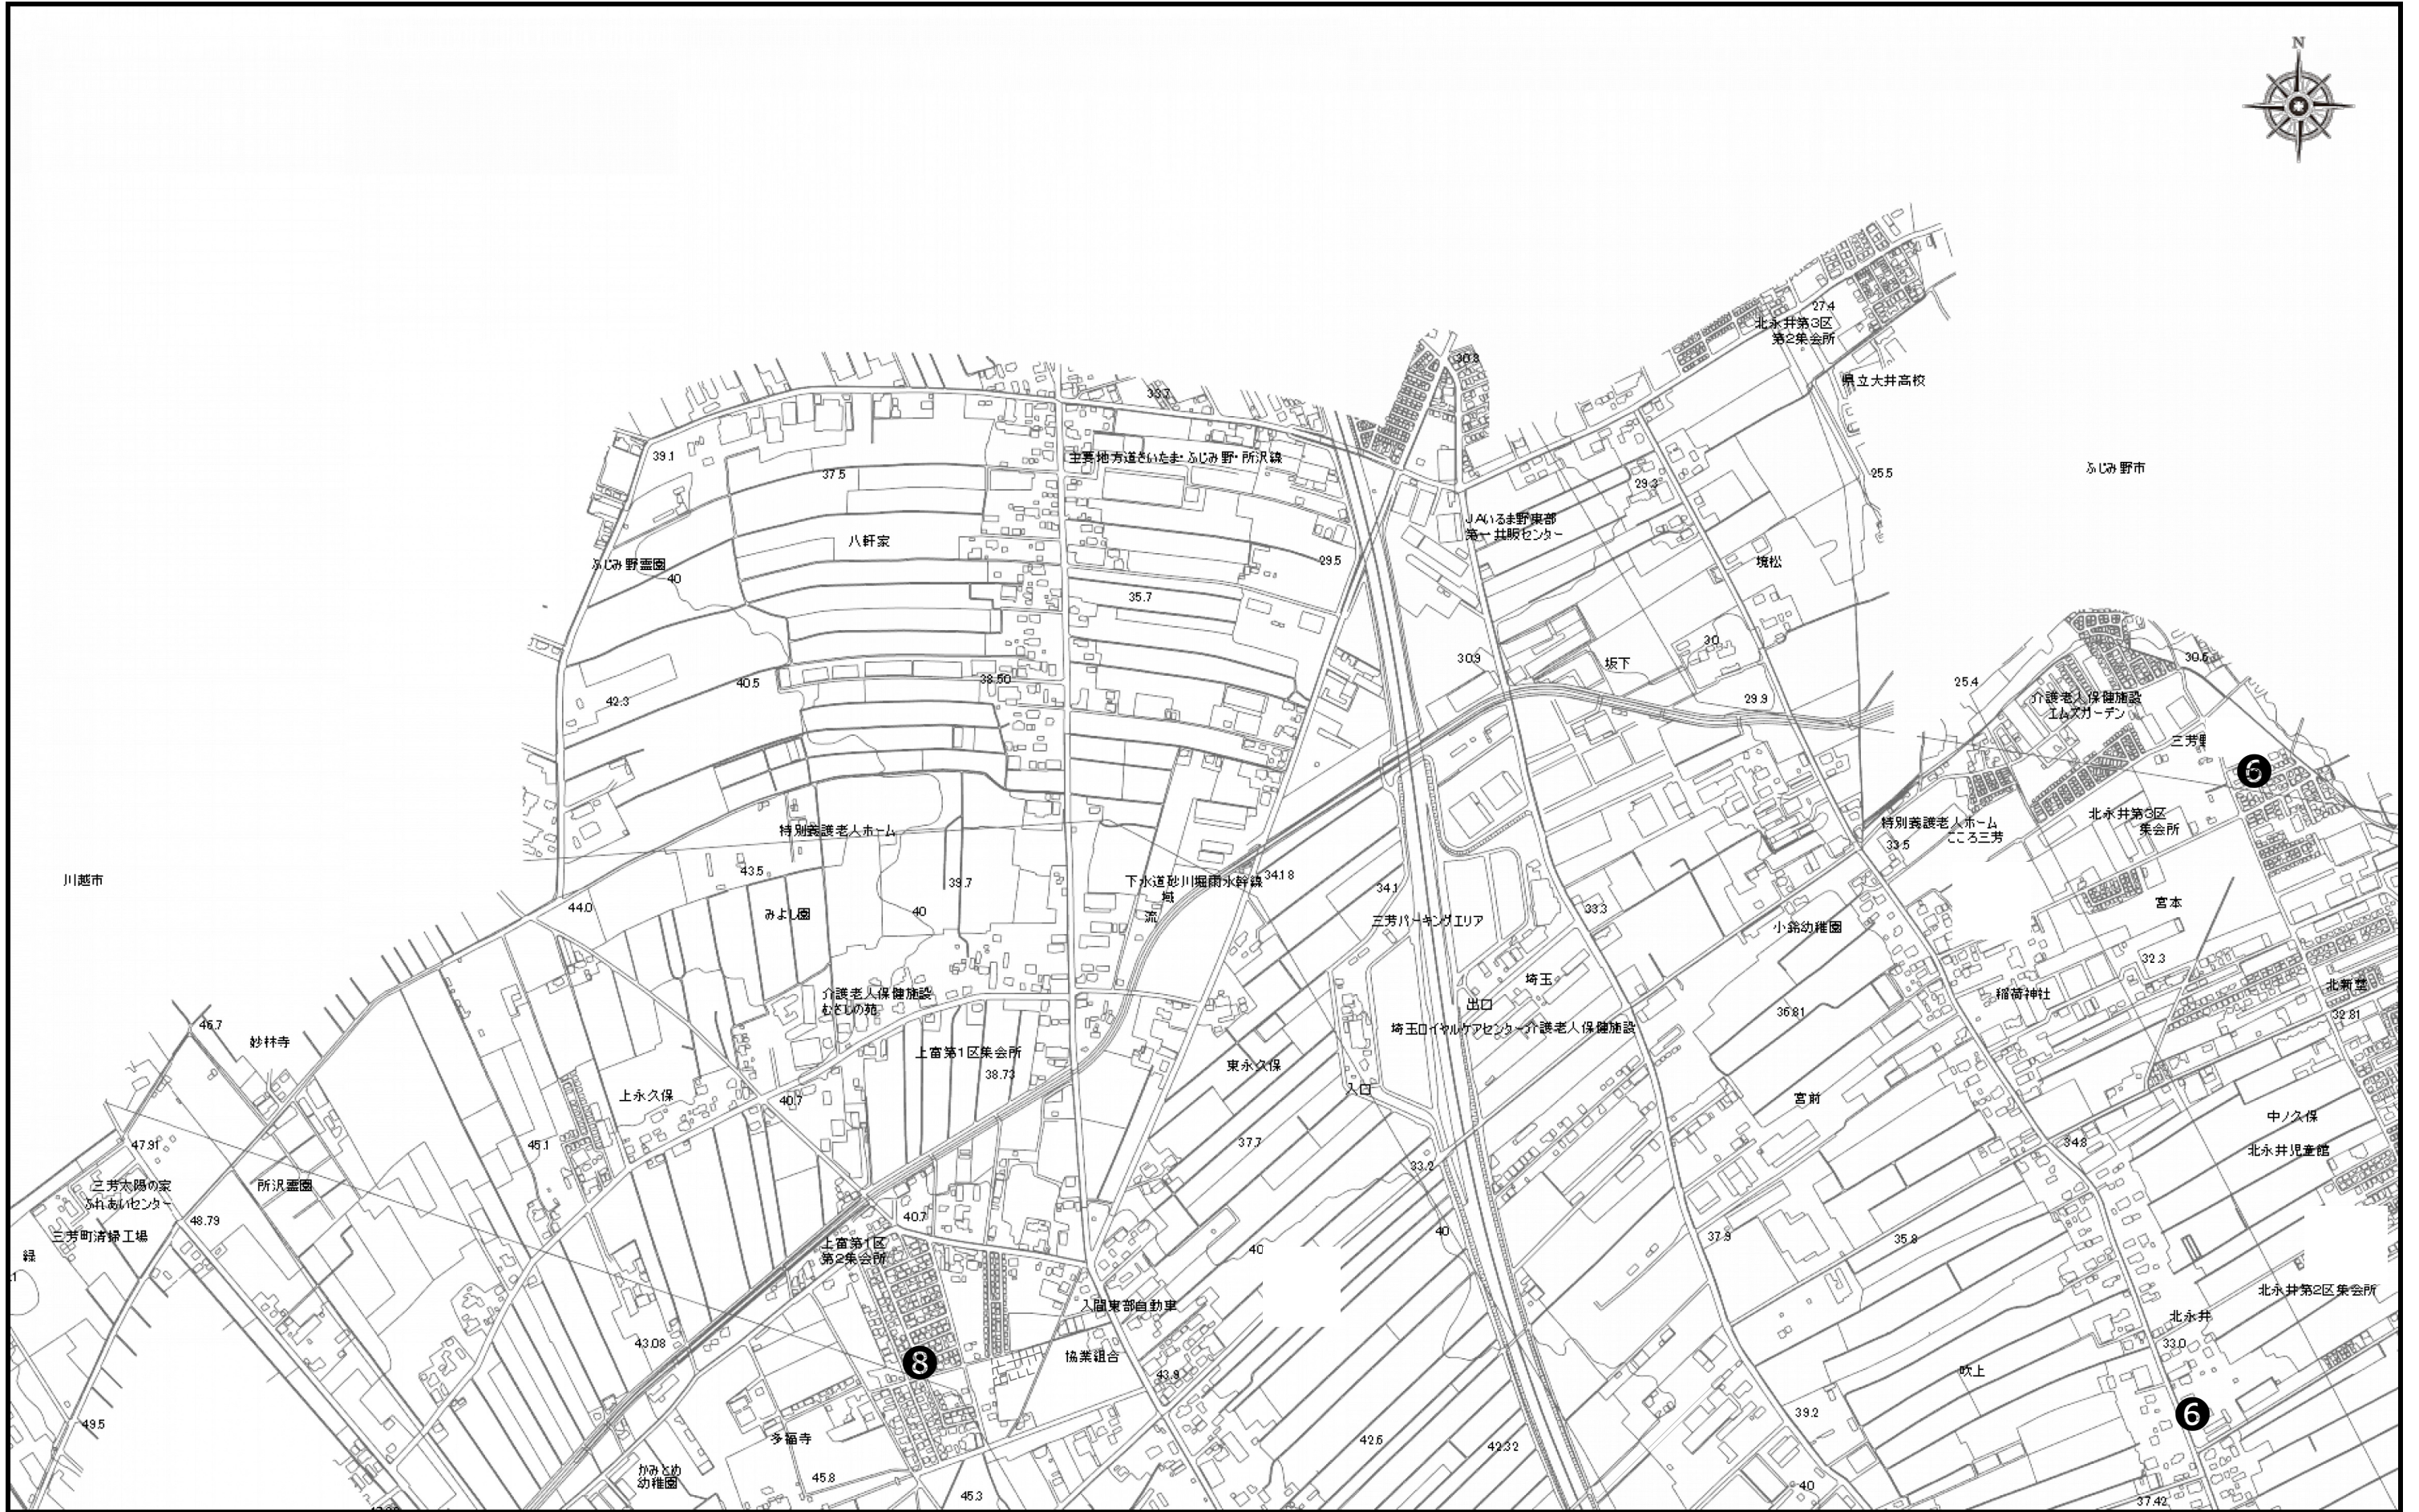 N
27.4
北永井第3区
第2集会所
30.8
県立大井高校
33.7
39.1
主要地方道さいたま・ふじみ野・所沢線
ふじみ野市
37.5
25.5
29.3
JAいるま野東部
第一共販センター
八軒家
29.5
境松
ふじみ野霊園
40
35.7
30
30.9
坂下
30.6
38.50
40.5
25.4
42.3
29.9
介護老人保健施設
エムズガーデン
三芳野
6
北永井第3区
集会所
特別養護老人ホーム
特別養護老人ホーム
こころ三芳
33.5
43.5
川越市
39.7
下水道砂川堀雨水幹線
34.18
域
34.1
流
44.0
みよし園
40
33.3
宮本
三芳パーキングエリア
小鳩幼稚園
32.3
埼玉
北新埜
介護老人保健施設
むさしの苑
出口
稲荷神社
36.81
32.81
46.7
埼玉ロイヤルケアセンター介護老人保健施設
妙林寺
上富第1区集会所
38.73
東永久保
入口
上永久保
40.7
宮前
中ノ久保
47.91
45.1
37.7
34.8
北永井児童館
33.2
三芳太陽の家
ふれあいセンター
所沢霊園
48.79
40.7
三芳町清掃工場
40
37.9
35.8
上富第1区
第2集会所
40
緑
.1
北永井第2区集会所
入間東部自動車
北永井
43.08
33.0
協業組合
8
43.9
吹上
39.2
6
49.5
多福寺
42.6
42.32
かみとめ
幼稚園
45.8
40
45.3
37.42